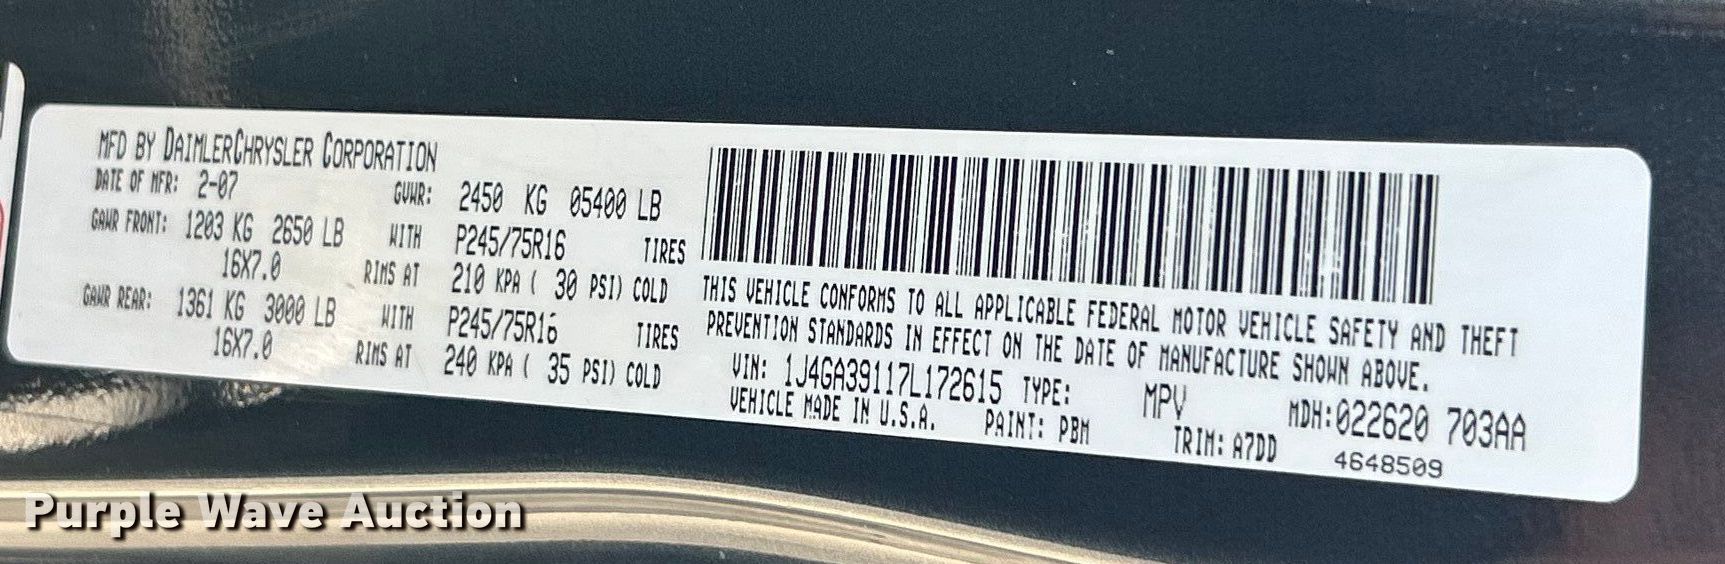 MFD BY DAIMLERCHRYSLER CORPORATION
DATE OF MFR: 2-07 GVWR: 2450 KG 05400 LB
GAWR FRONT: 1203 KG 2650 LB WITH P245/75R16 TIRES
16X7.0 RIMS AT 210 KPA ( 30 PSI) COLD
GAWR REAR: 1361 KG 3000 LB WITH P245/75R16 TIRES
16X7.0 RIMS AT 240 KPA ( 35 PSI) COLD
THIS VEHICLE CONFORMS TO ALL APPLICABLE FEDERAL MOTOR VEHICLE SAFETY AND THEFT
PREVENTION STANDARDS IN EFFECT ON THE DATE OF MANUFACTURE SHOWN ABOVE.
VIN: 1J4GA39117L172615 TYPE: MPV MDH:022620 703AA
VEHICLE MADE IN U.S.A. PAINT: PBM TRIM: A7DD 4648509
Purple Wave Auction